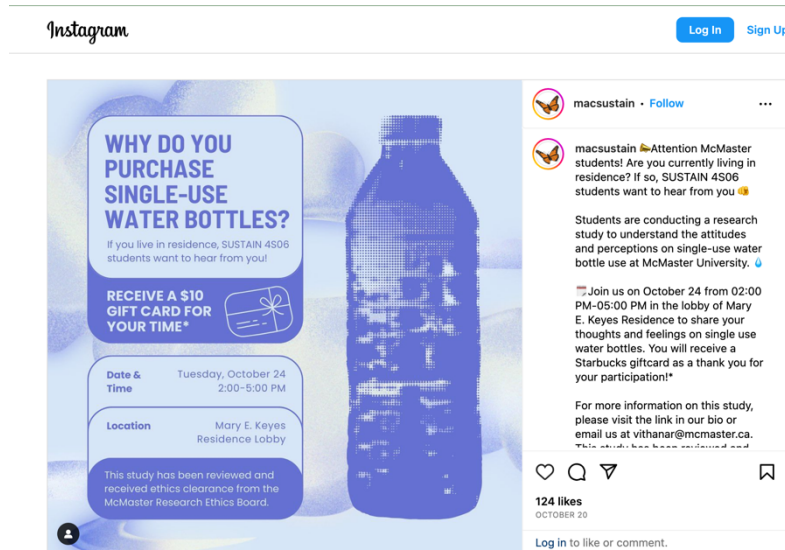 Instagram
Log In
Sign Up
WHY DO YOU
PURCHASE
SINGLE-USE
WATER BOTTLES?
If you live in residence, SUSTAIN 4S06
students want to hear from you!
RECEIVE A $10
GIFT CARD FOR
YOUR TIME*
Date &
Time
Tuesday, October 24
2:00-5:00 PM
Location
Mary E. Keyes
Residence Lobby
This study has been reviewed and
received ethics clearance from the
McMaster Research Ethics Board.
macsustain • Follow
macsustain 📣Attention McMaster
students! Are you currently living in
residence? If so, SUSTAIN 4S06
students want to hear from you 🫵
Students are conducting a research
study to understand the attitudes
and perceptions on single-use water
bottle use at McMaster University. 💧
🗓️Join us on October 24 from 02:00
PM-05:00 PM in the lobby of Mary
E. Keyes Residence to share your
thoughts and feelings on single use
water bottles. You will receive a
Starbucks giftcard as a thank you for
your participation!*
For more information on this study,
please visit the link in our bio or
email us at vithanar@mcmaster.ca.
This study has been reviewed and
124 likes
OCTOBER 20
Log in to like or comment.